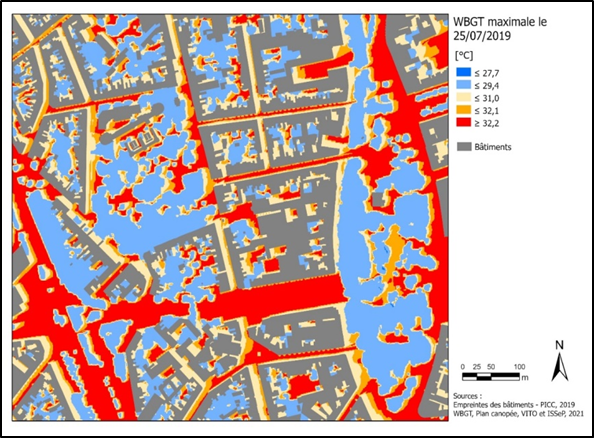 WBGT maximale le
25/07/2019
[°C]
≤ 27,7
≤ 29,4
≤ 31,0
≤ 32,1
≥ 32,2
Bâtiments
N
0 25 50 100
m
Sources :
Empreintes des bâtiments - PICC, 2019
WBGT, Plan canopée, VITO et ISSeP, 2021